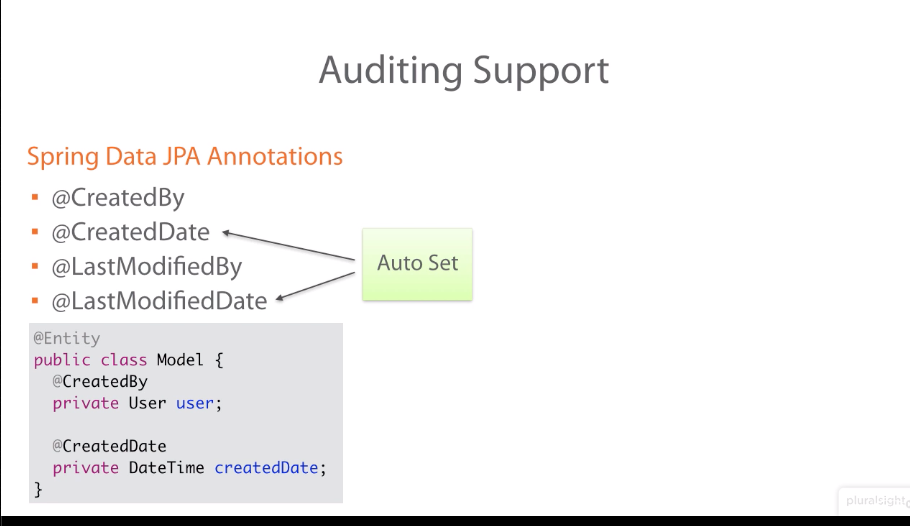 Auditing Support
Spring Data JPA Annotations
▪ @CreatedBy
▪ @CreatedDate
▪ @LastModifiedBy
▪ @LastModifiedDate
Auto Set
@Entity
public class Model {
@CreatedBy
private User user;
@CreatedDate
private DateTime createdDate;
}
pluralsight